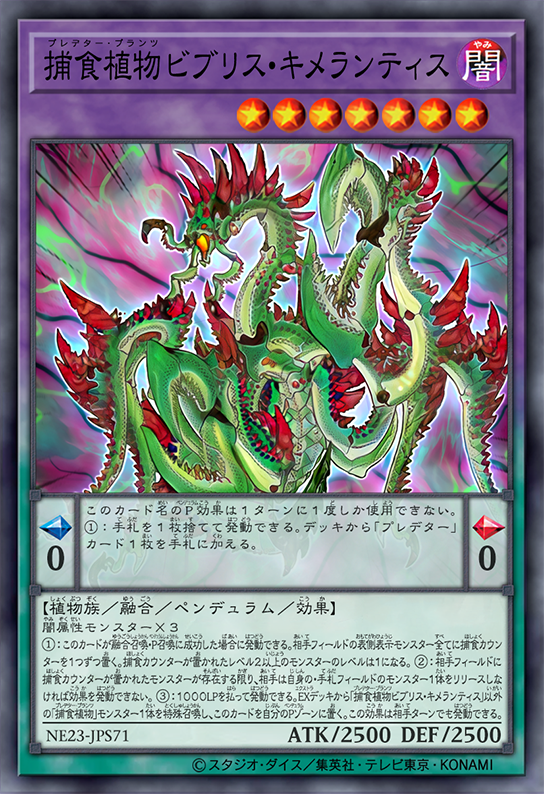 プレデター・プランツ
捕食植物ビブリス・キメランティス
やみ
闇
このカード名のP効果は1ターンに1度しか使用できない。
①:手札を1枚捨てて発動できる。デッキから「プレデター」
カード1枚を手札に加える。
0
0
【植物族/融合/ペンデュラム/効果】
闇属性モンスター×3
①:このカードが融合召喚・P召喚に成功した場合に発動できる。相手フィールドの表側表示モンスター全てに捕食カウン
ターを1つずつ置く。捕食カウンターが置かれたレベル2以上のモンスターのレベルは1になる。②:相手フィールドに
捕食カウンターが置かれたモンスターが存在する限り、相手は自身の手札・フィールドのモンスター1体をリリースしな
ければ効果を発動できない。③:1000LPを払って発動できる。EXデッキから「捕食植物ビブリス・キメランティス」以外
の「捕食植物」モンスター1体を特殊召喚し、このカードを自分のPゾーンに置く。この効果は相手ターンでも発動できる。
NE23-JPS71
ATK/2500 DEF/2500
©スタジオ・ダイス/集英社・テレビ東京・KONAMI